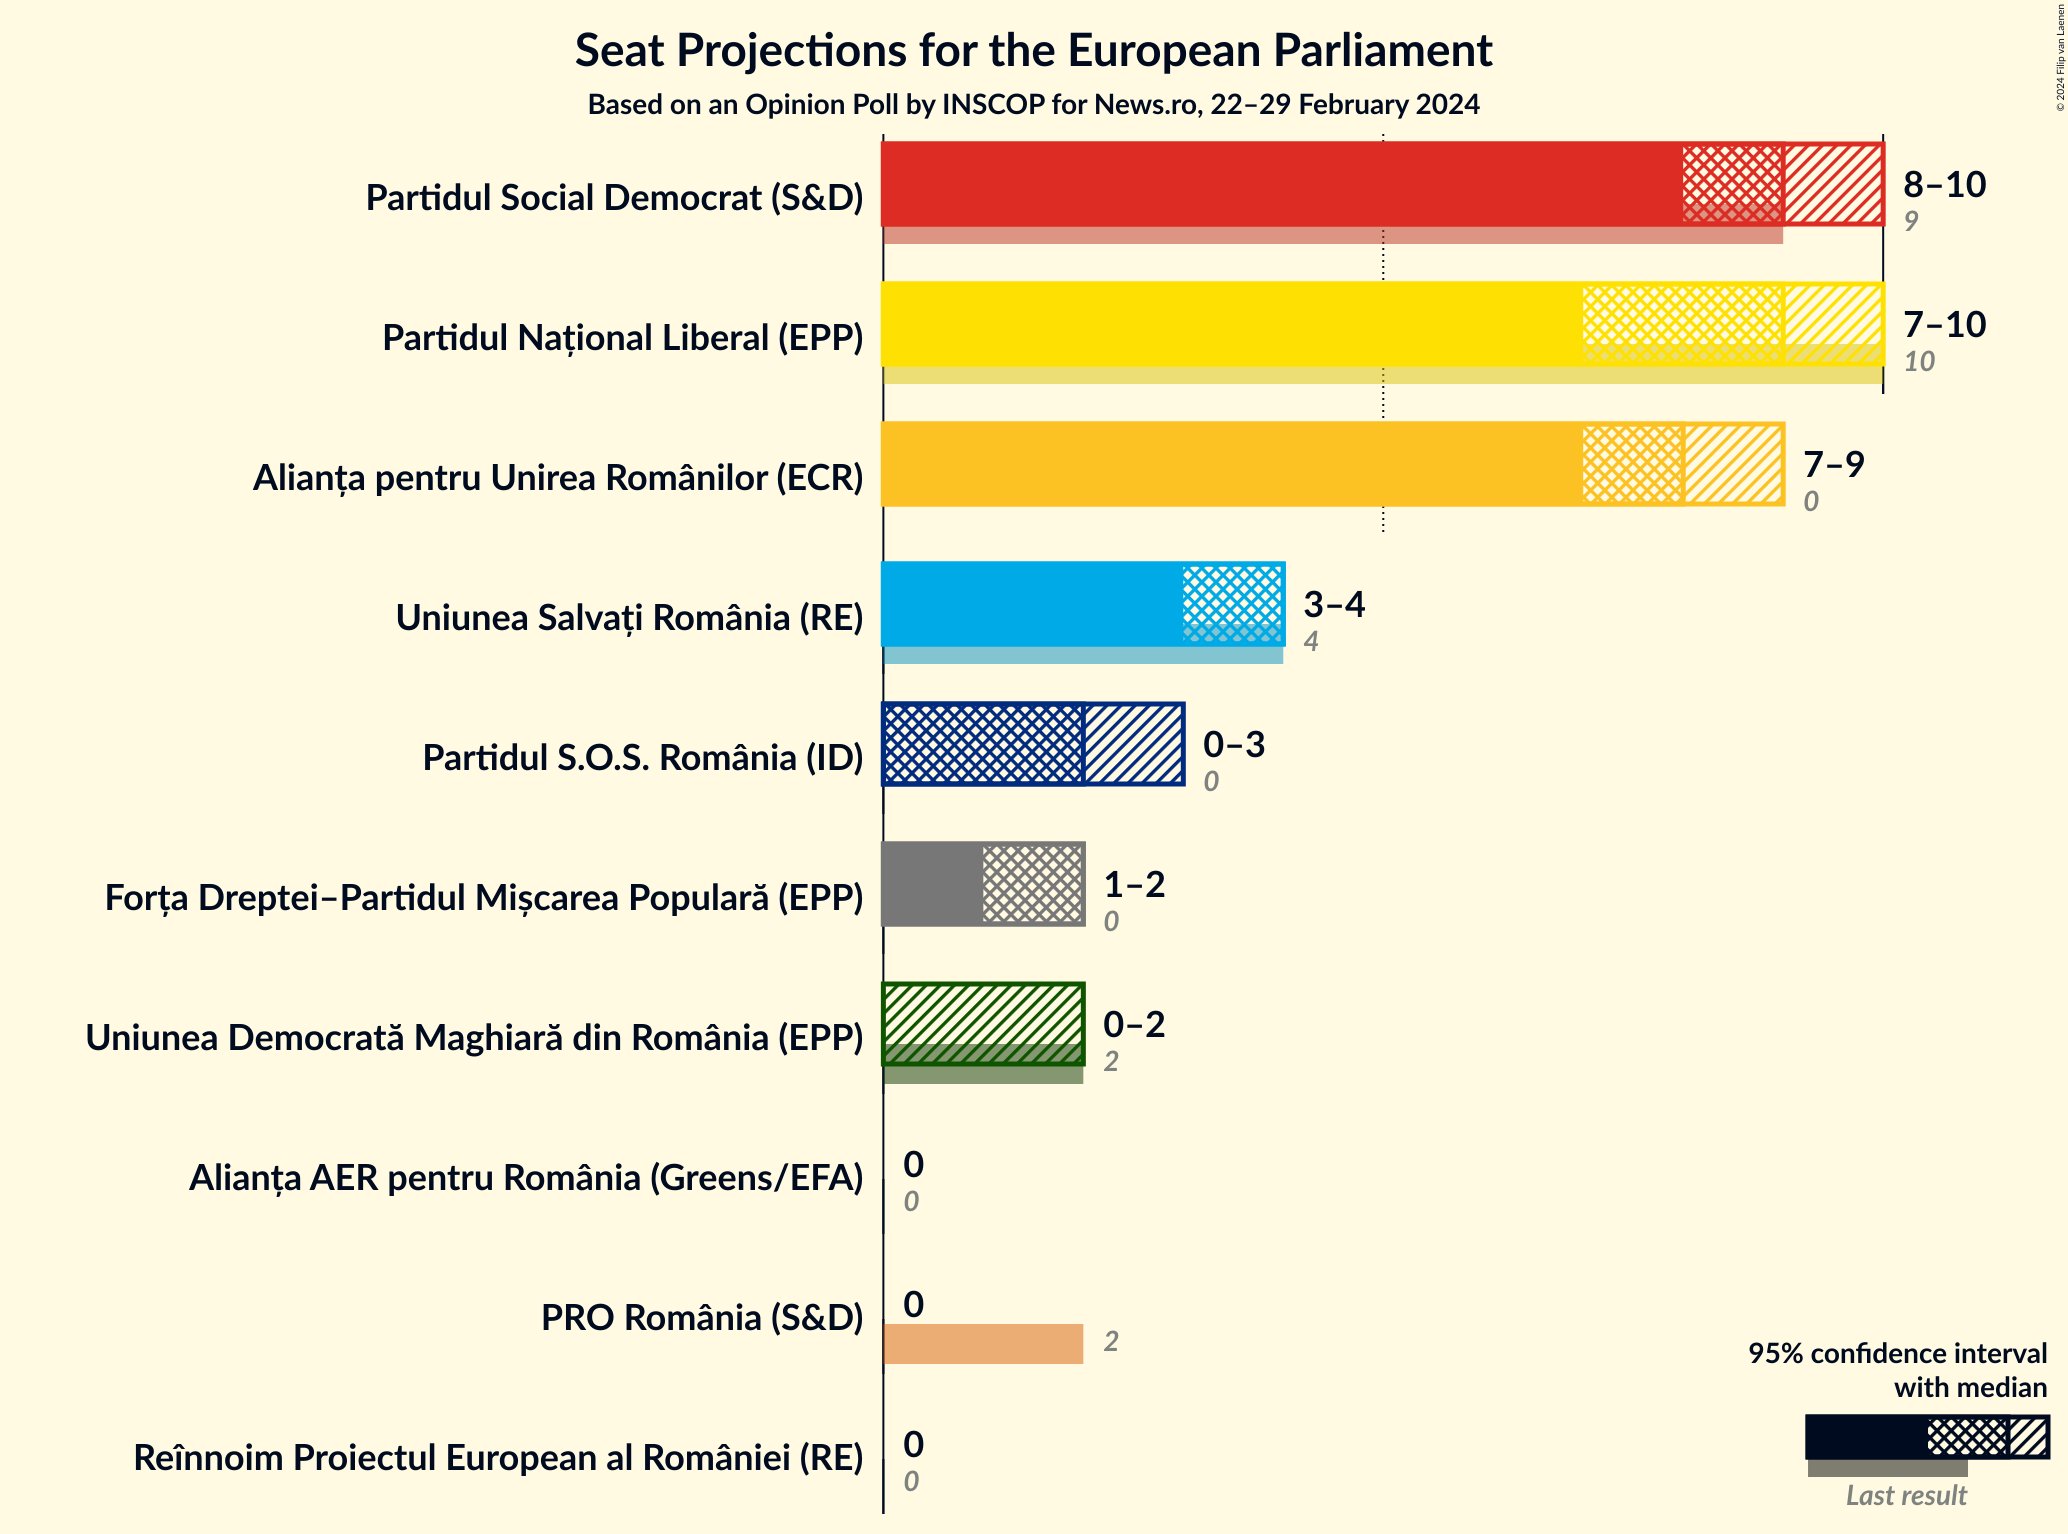 Seat Projections for the European Parliament
Based on an Opinion Poll by INSCOP for News.ro, 22–29 February 2024
© 2024 Filip van Laenen
Partidul Social Democrat (S&D)
8–10
9
Partidul Național Liberal (EPP)
7–10
10
Alianța pentru Unirea Românilor (ECR)
7–9
0
Uniunea Salvați România (RE)
3–4
4
Partidul S.O.S. România (ID)
0–3
0
Forța Dreptei–Partidul Mișcarea Populară (EPP)
1–2
0
Uniunea Democrată Maghiară din România (EPP)
0–2
2
Alianța AER pentru România (Greens/EFA)
0
0
PRO România (S&D)
0
2
Reînnoim Proiectul European al României (RE)
0
0
95% confidence interval
with median
Last result